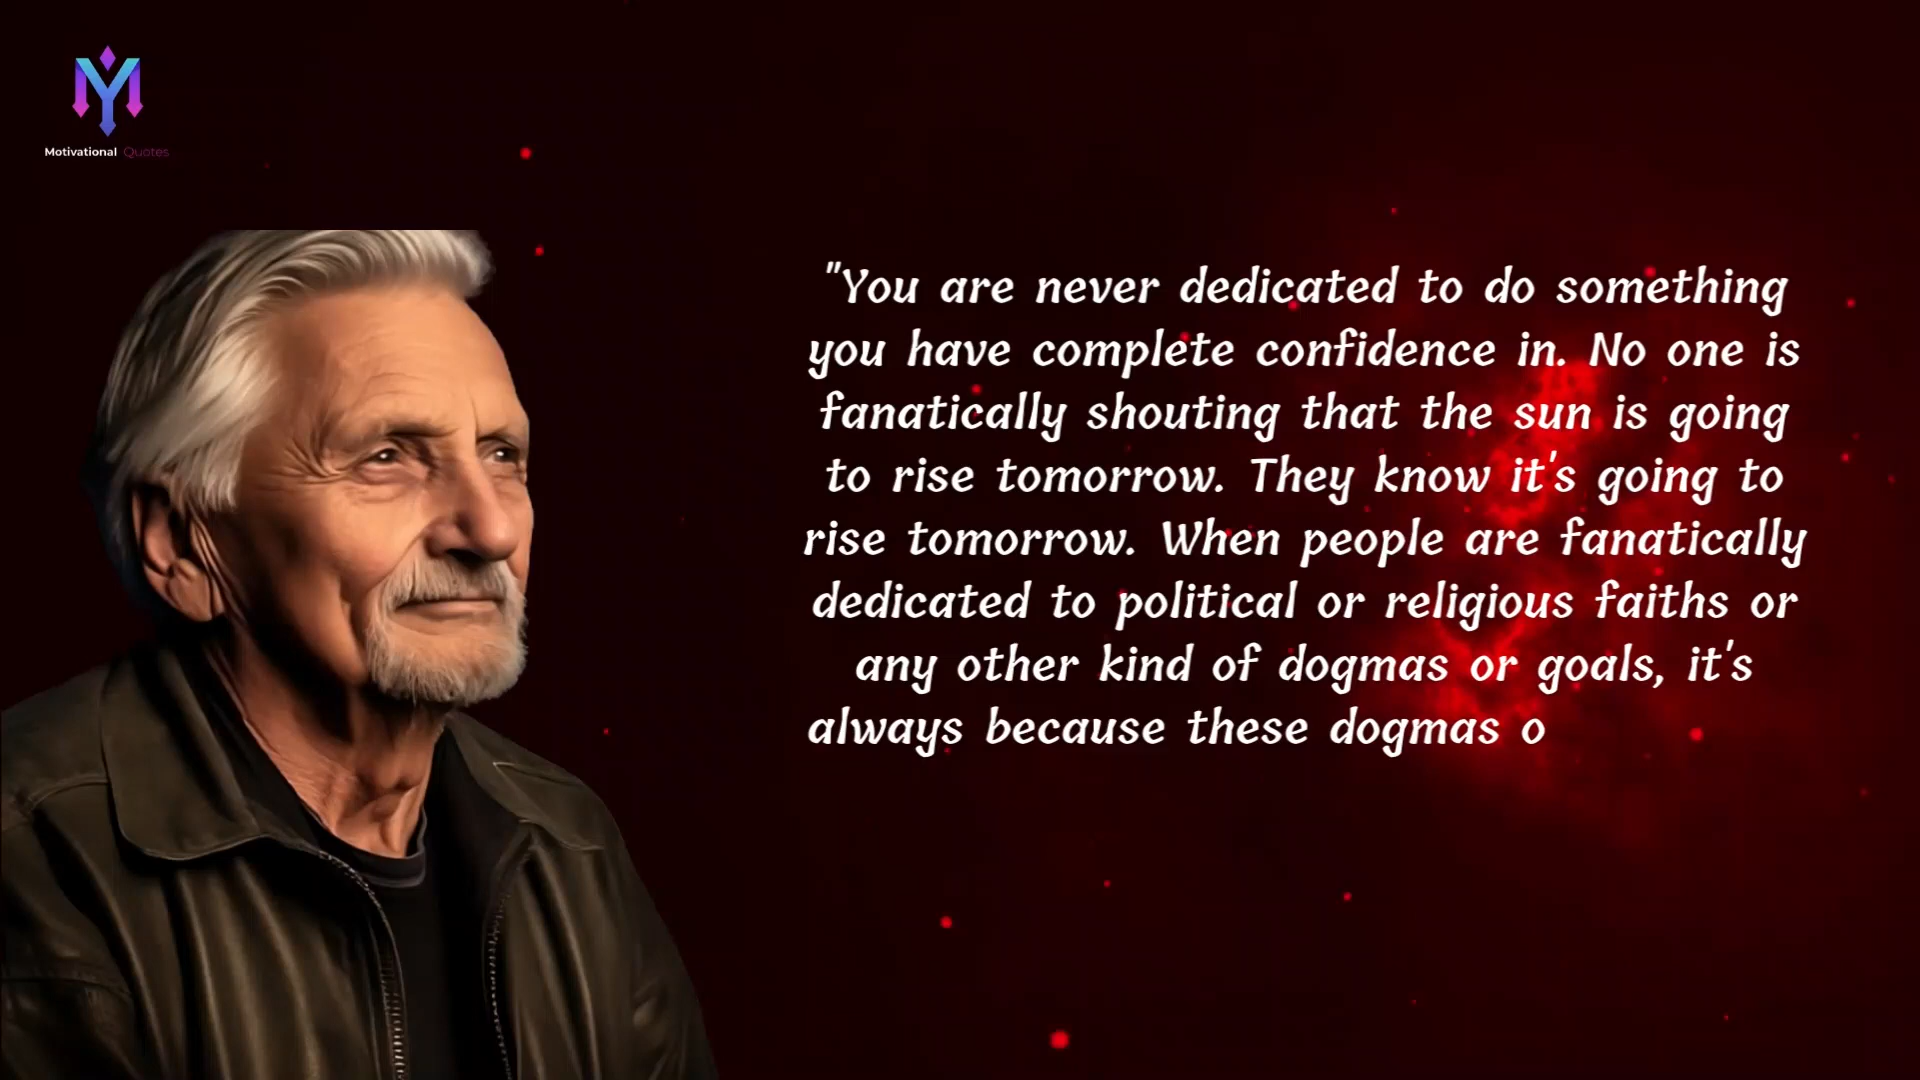 Motivational Quotes
"You are never dedicated to do something
you have complete confidence in. No one is
fanatically shouting that the sun is going
to rise tomorrow. They know it's going to
rise tomorrow. When people are fanatically
dedicated to political or religious faiths or
any other kind of dogmas or goals, it's
always because these dogmas o